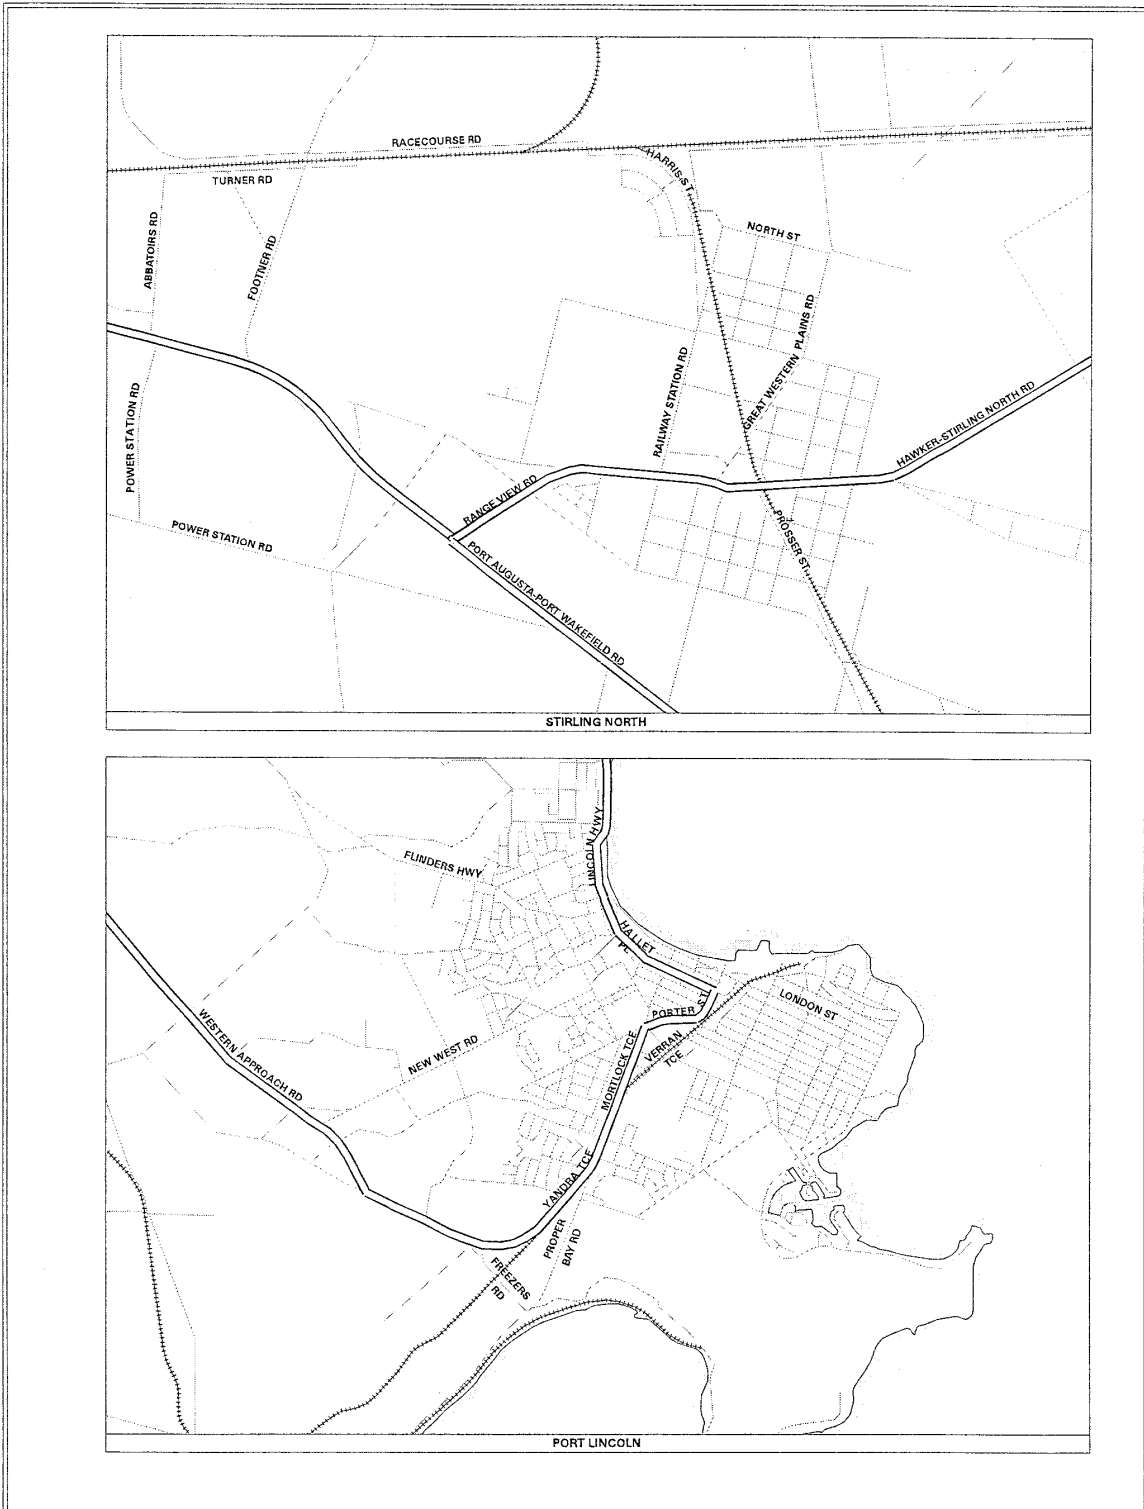 RACECOURSE RD
TURNER RD
HARRIS ST
ABBATOIRS RD
FOOTNER RD
NORTH ST
GREAT WESTERN PLAINS RD
RAILWAY STATION RD
POWER STATION RD
HAWKER-STIRLING NORTH RD
RANGE VIEW RD
POWER STATION RD
PROSSER ST
PORT AUGUSTA-PORT WAKEFIELD RD
STIRLING NORTH
LINCOLN HWY
FLINDERS HWY
HALLET
PL
LONDON ST
PORTER ST
WESTERN APPROACH RD
NEW WEST RD
VERRAN
TCE
MORTLOCK TCE
YANDRA TCE
PROPER
BAY RD
FREEZERS
RD
PORT LINCOLN